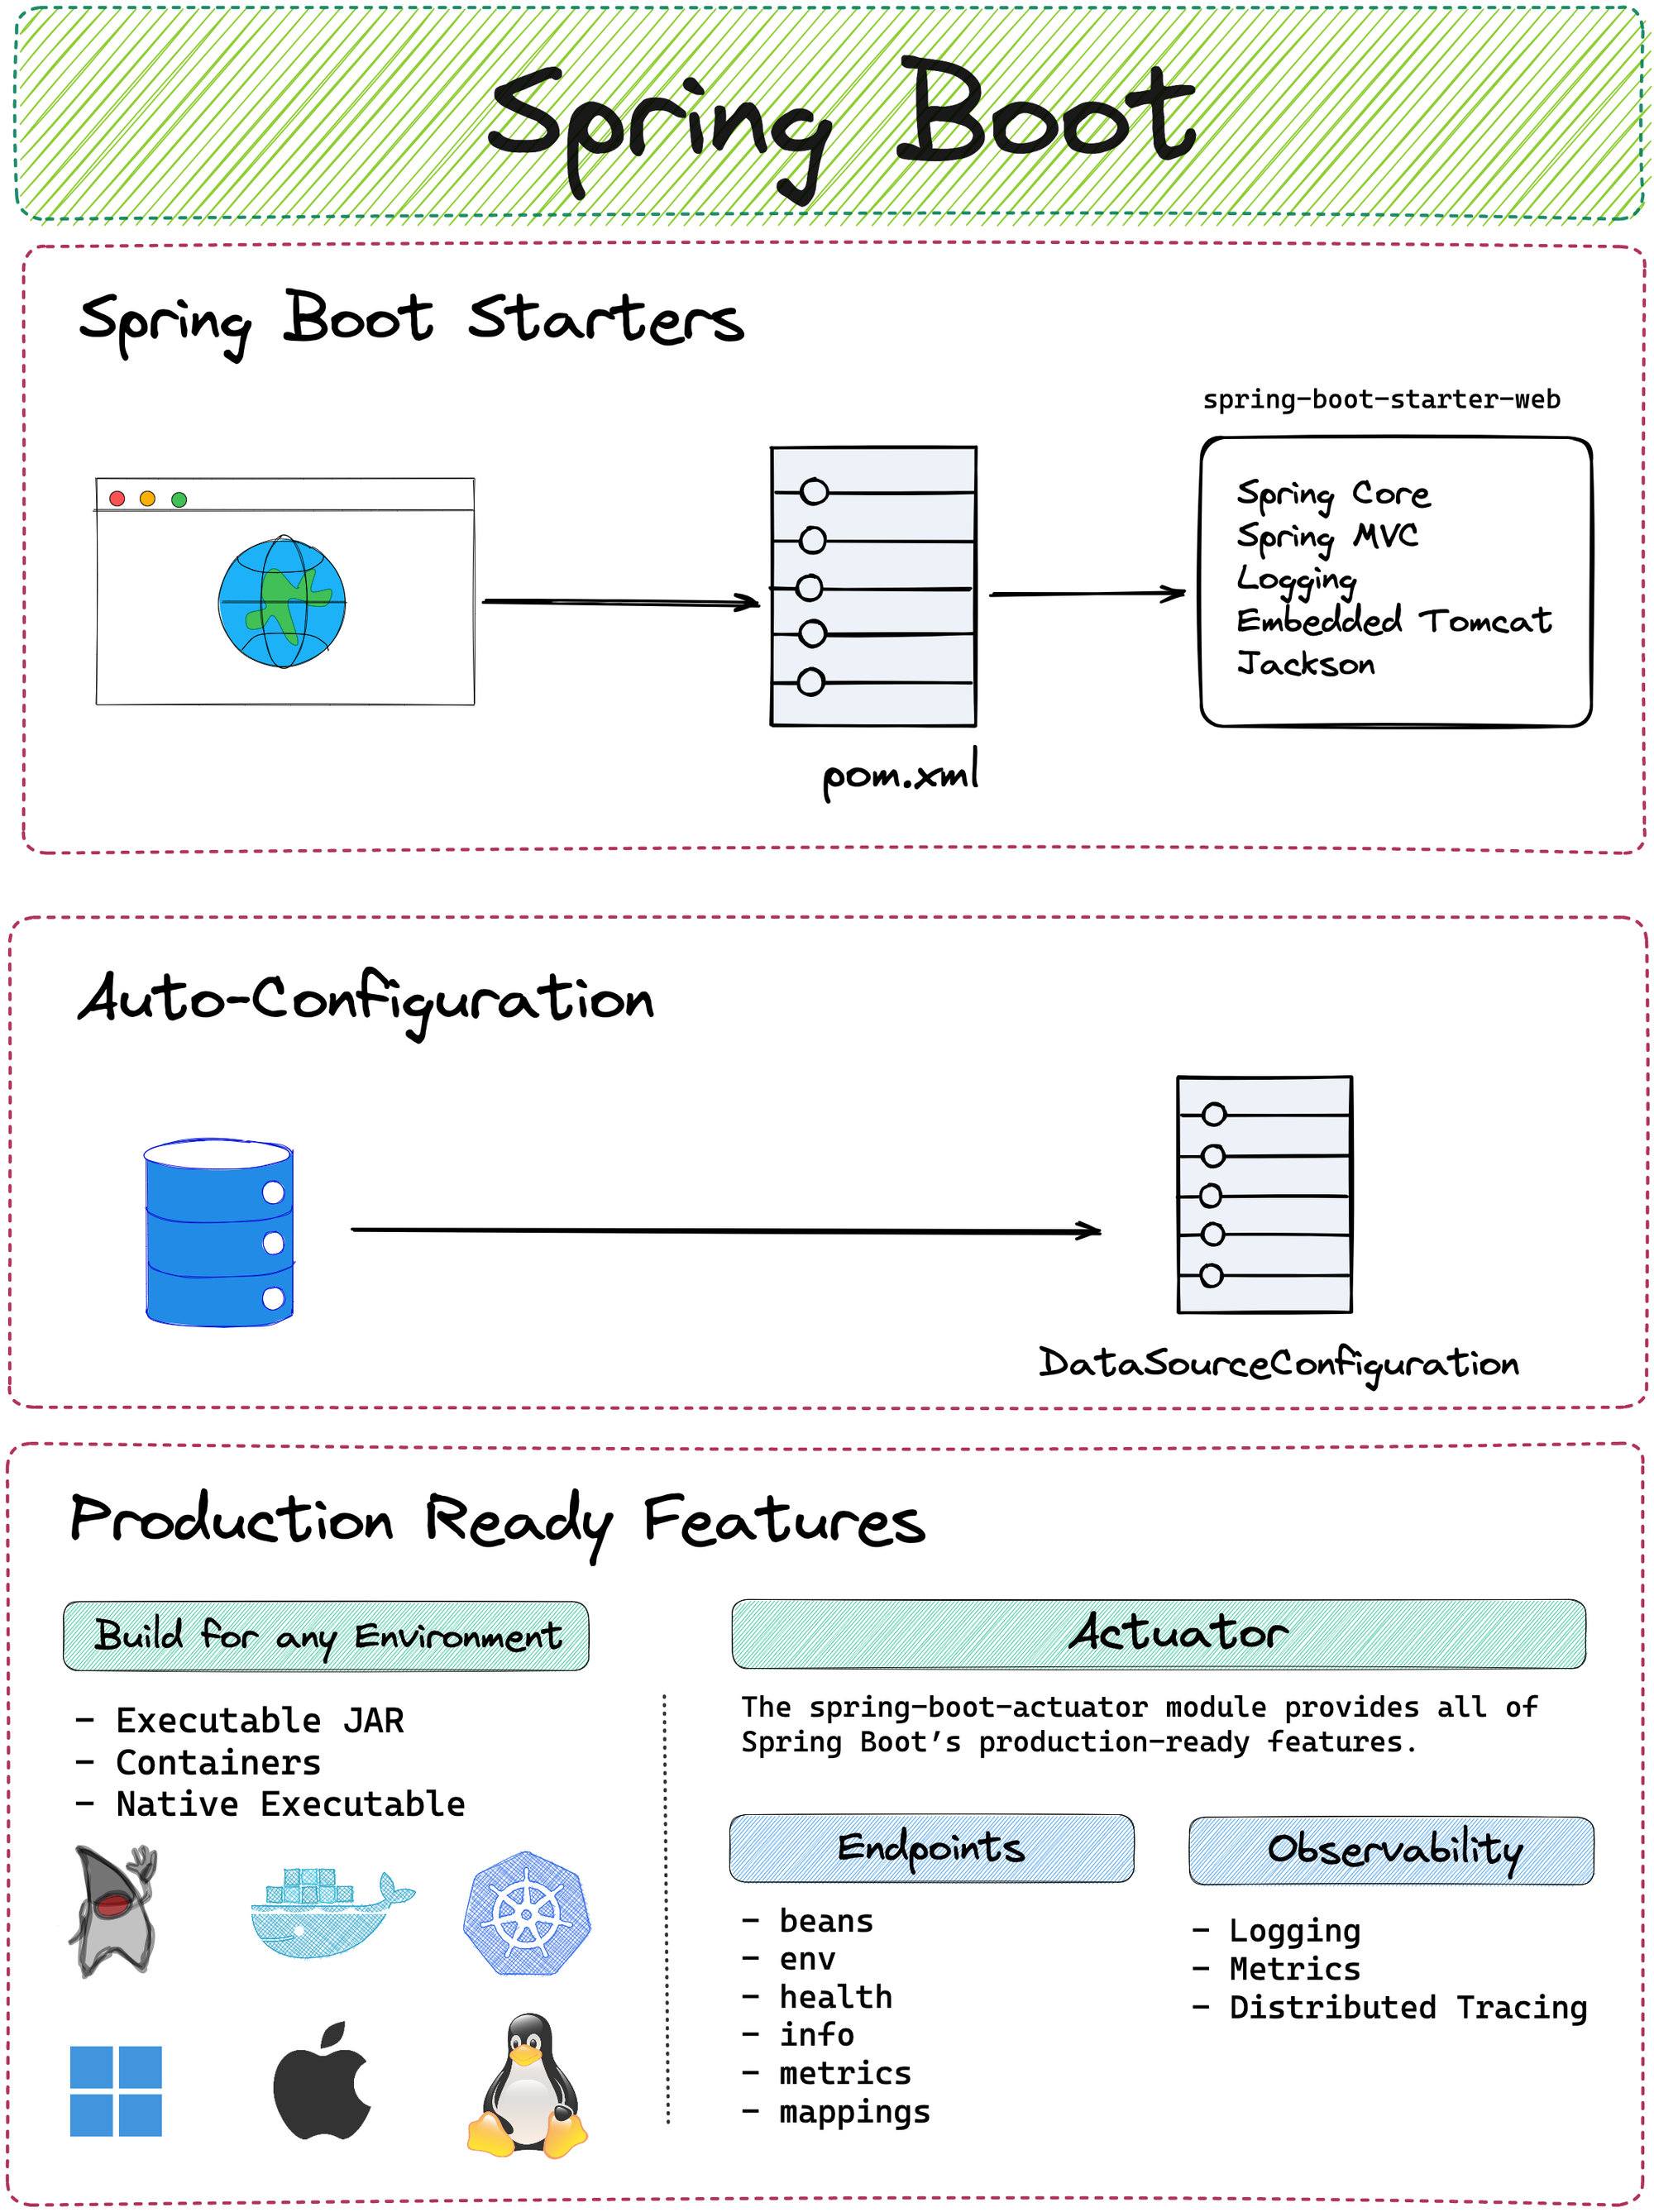 Spring Boot
Spring Boot Starters
spring-boot-starter-web
Spring Core
Spring MVC
Logging
Embedded Tomcat
Jackson
pom.xml
Auto-Configuration
DataSourceConfiguration
Production Ready Features
Build for any Environment
- Executable JAR
- Containers
- Native Executable
Actuator
The spring-boot-actuator module provides all of
Spring Boot’s production-ready features.
Endpoints
- beans
- env
- health
- info
- metrics
- mappings
Observability
- Logging
- Metrics
- Distributed Tracing